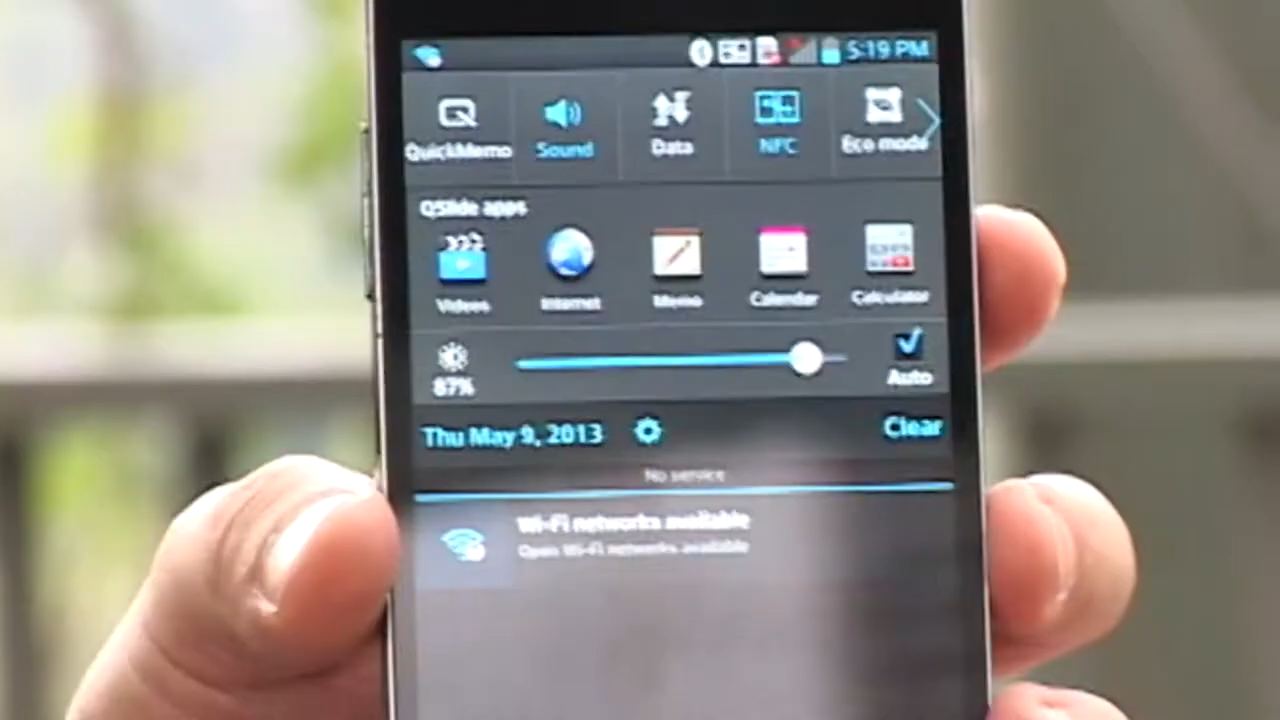 5:19 PM
QuickMemo Sound Data NFC Eco mode
QSlide apps
Videos Internet Memo Calendar Calculator
87% Auto
Thu May 9, 2013 Clear
No service
Wi-Fi networks available
Open Wi-Fi networks available